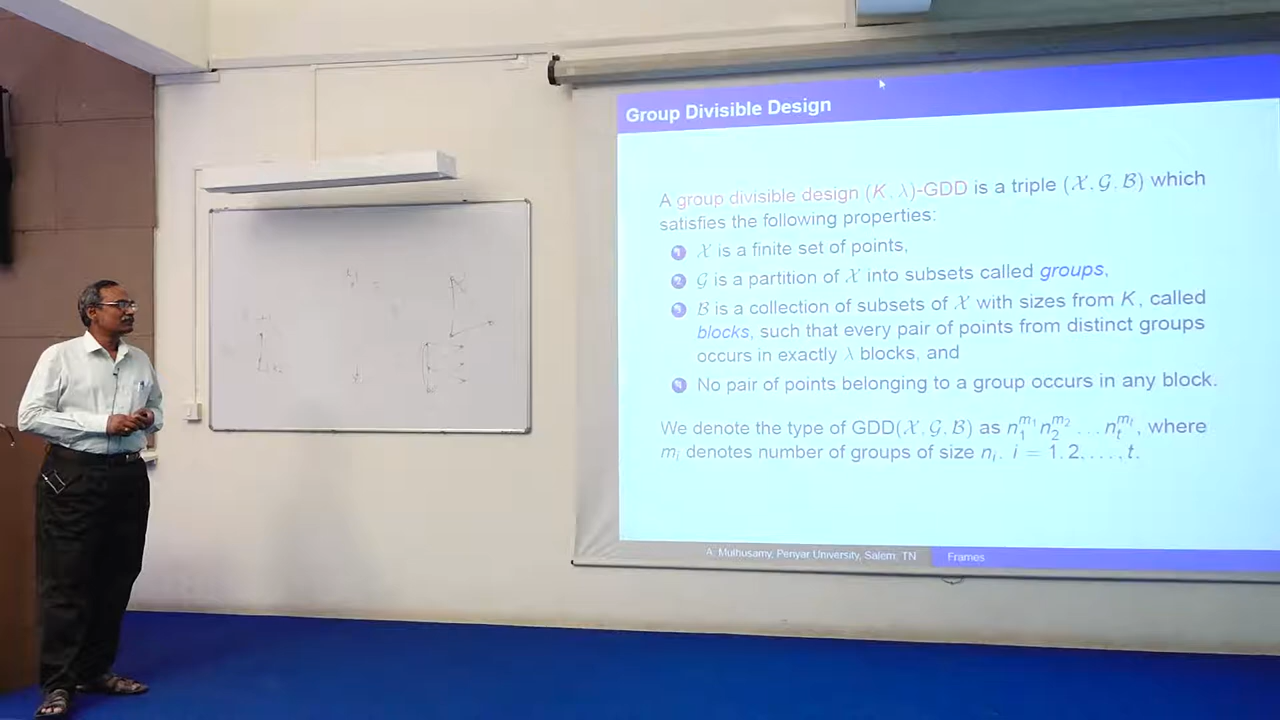 Group Divisible Design
A group divisible design (K, λ)-GDD is a triple (𝒳, 𝒢, ℬ) which
satisfies the following properties:
1 𝒳 is a finite set of points,
2 𝒢 is a partition of 𝒳 into subsets called groups,
3 ℬ is a collection of subsets of 𝒳 with sizes from K, called
blocks, such that every pair of points from distinct groups
occurs in exactly λ blocks, and
4 No pair of points belonging to a group occurs in any block.
We denote the type of GDD(𝒳, 𝒢, ℬ) as n₁^{m₁} n₂^{m₂} … n_t^{m_t}, where
m_i denotes number of groups of size n_i, i = 1, 2, …, t.
A. Muthusamy, Periyar University, Salem, TN
Frames